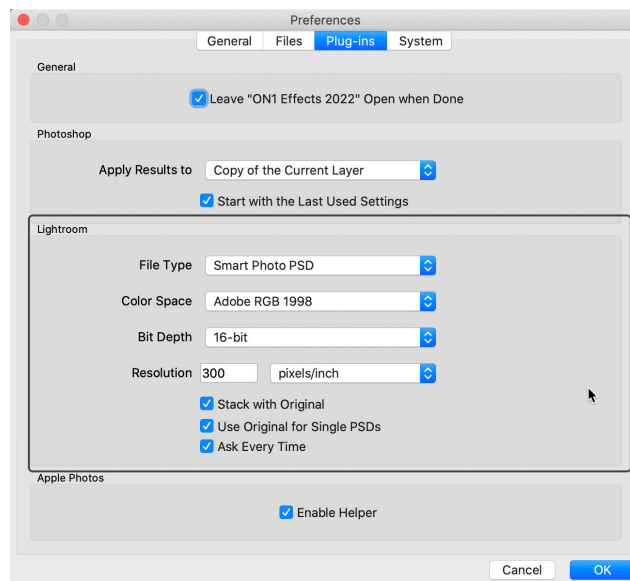 Preferences
General Files Plug-ins System
General
Leave "ON1 Effects 2022" Open when Done
Photoshop
Apply Results to Copy of the Current Layer
Start with the Last Used Settings
Lightroom
File Type Smart Photo PSD
Color Space Adobe RGB 1998
Bit Depth 16-bit
Resolution 300 pixels/inch
Stack with Original
Use Original for Single PSDs
Ask Every Time
Apple Photos
Enable Helper
Cancel OK